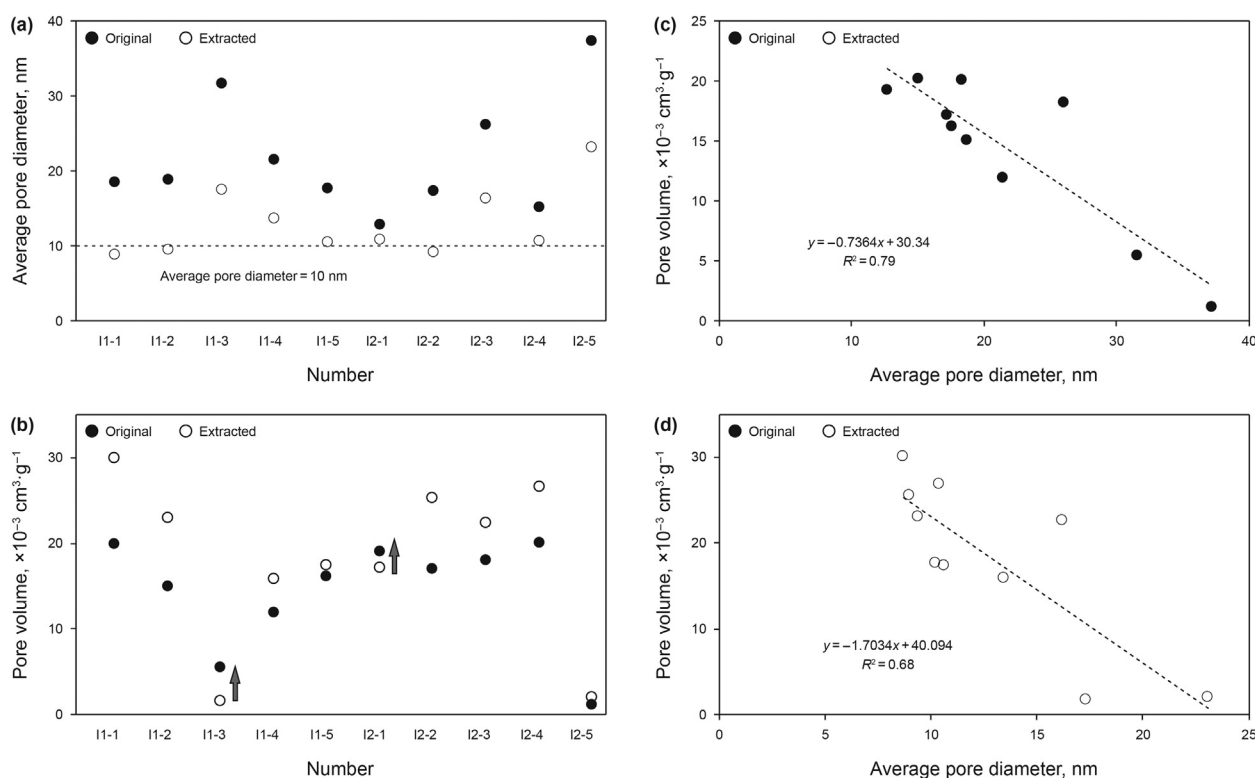 (a)
Original
Extracted
Average pore diameter, nm
40
30
20
10
0
Average pore diameter = 10 nm
I1-1 I1-2 I1-3 I1-4 I1-5 I2-1 I2-2 I2-3 I2-4 I2-5
Number
(c)
Original
Extracted
Pore volume, ×10⁻³ cm³·g⁻¹
25
20
15
10
5
0
y = −0.7364x + 30.34
R² = 0.79
0 10 20 30 40
Average pore diameter, nm
(b)
Original
Extracted
Pore volume, ×10⁻³ cm³·g⁻¹
30
20
10
0
I1-1 I1-2 I1-3 I1-4 I1-5 I2-1 I2-2 I2-3 I2-4 I2-5
Number
(d)
Original
Extracted
Pore volume, ×10⁻³ cm³·g⁻¹
30
20
10
0
y = −1.7034x + 40.094
R² = 0.68
0 5 10 15 20 25
Average pore diameter, nm